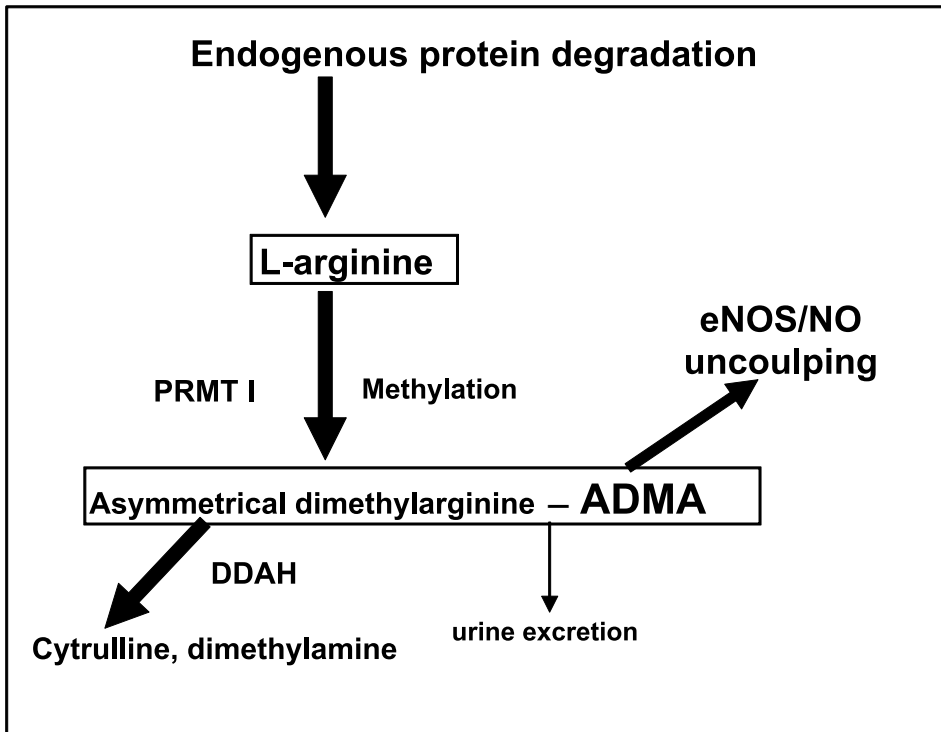 Endogenous protein degradation
L-arginine
eNOS/NO
uncoulping
PRMT I
Methylation
Asymmetrical dimethylarginine – ADMA
DDAH
urine excretion
Cytrulline, dimethylamine